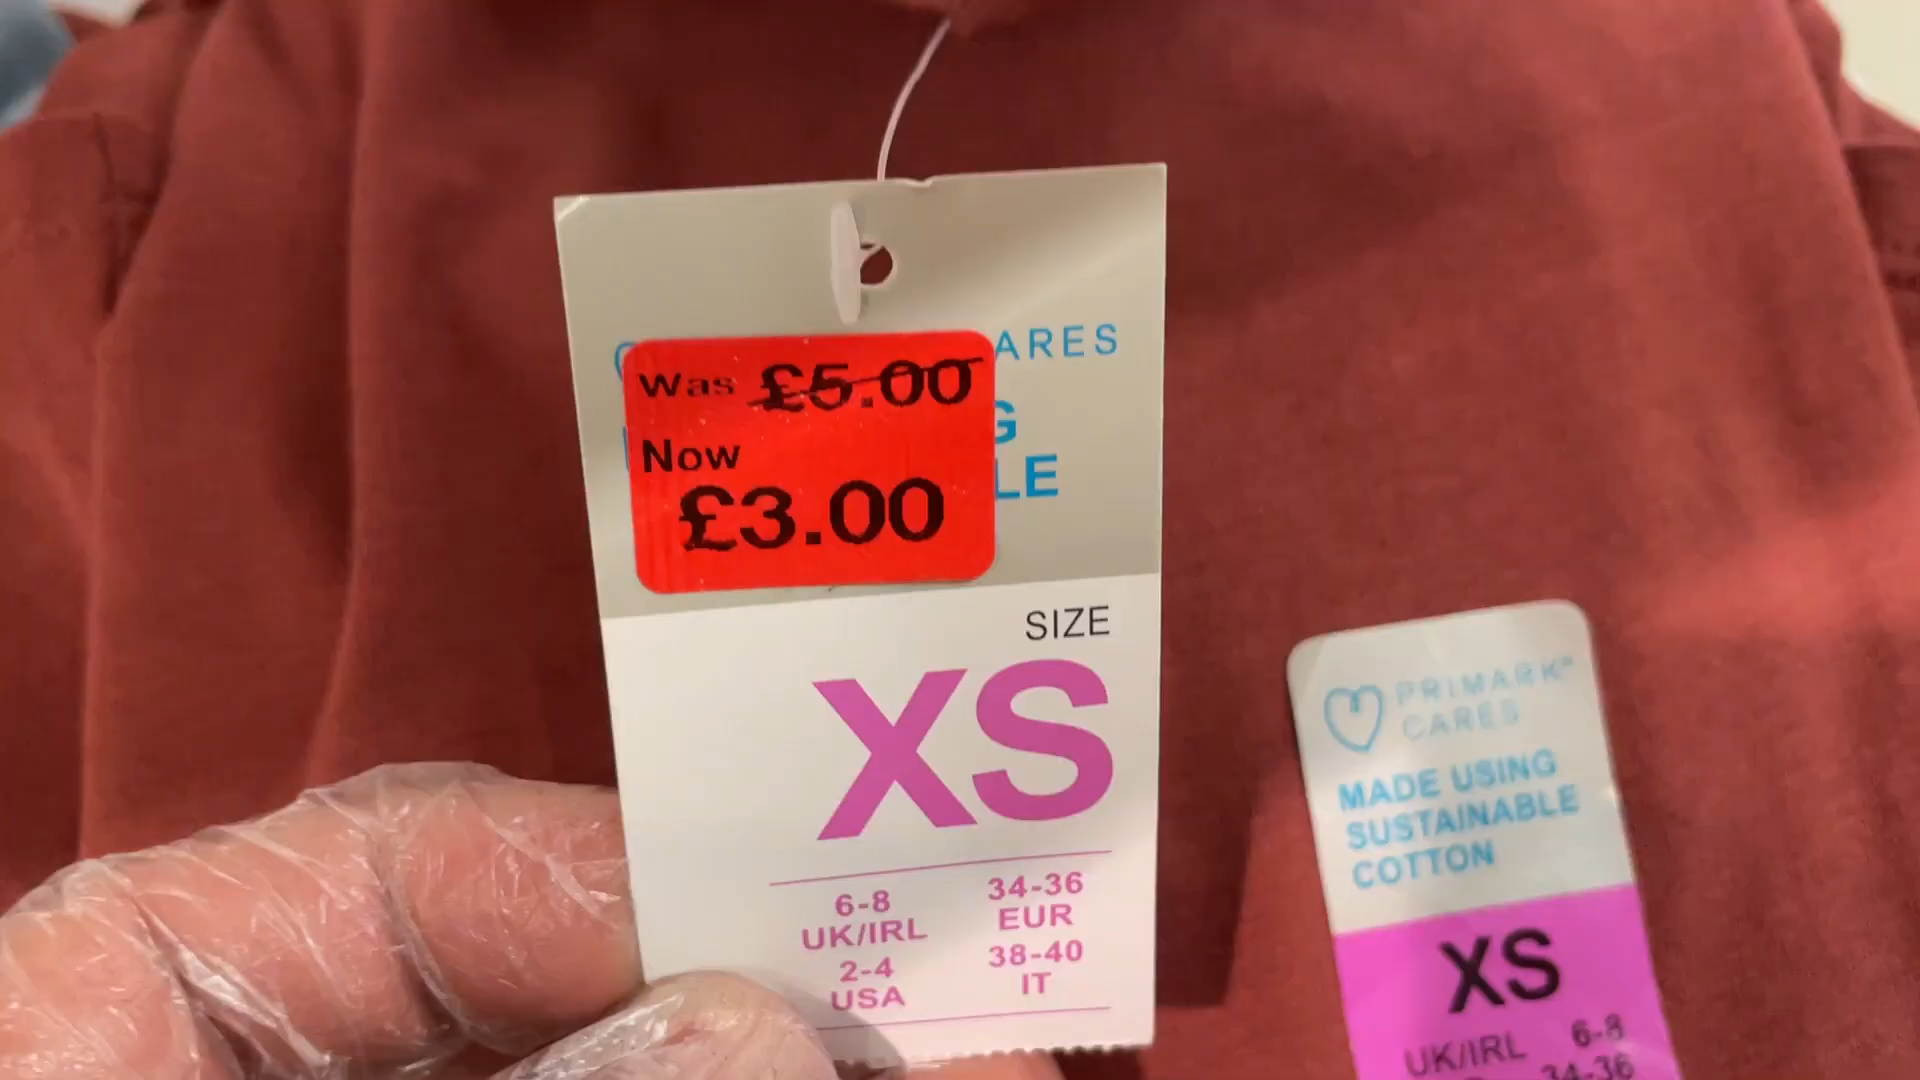 ARES
G
LE
Was £5.00
Now
£3.00
SIZE
XS
6-8
UK/IRL
2-4
USA
34-36
EUR
38-40
IT
PRIMARK®
CARES
MADE USING
SUSTAINABLE
COTTON
XS
UK/IRL 6-8
34-36